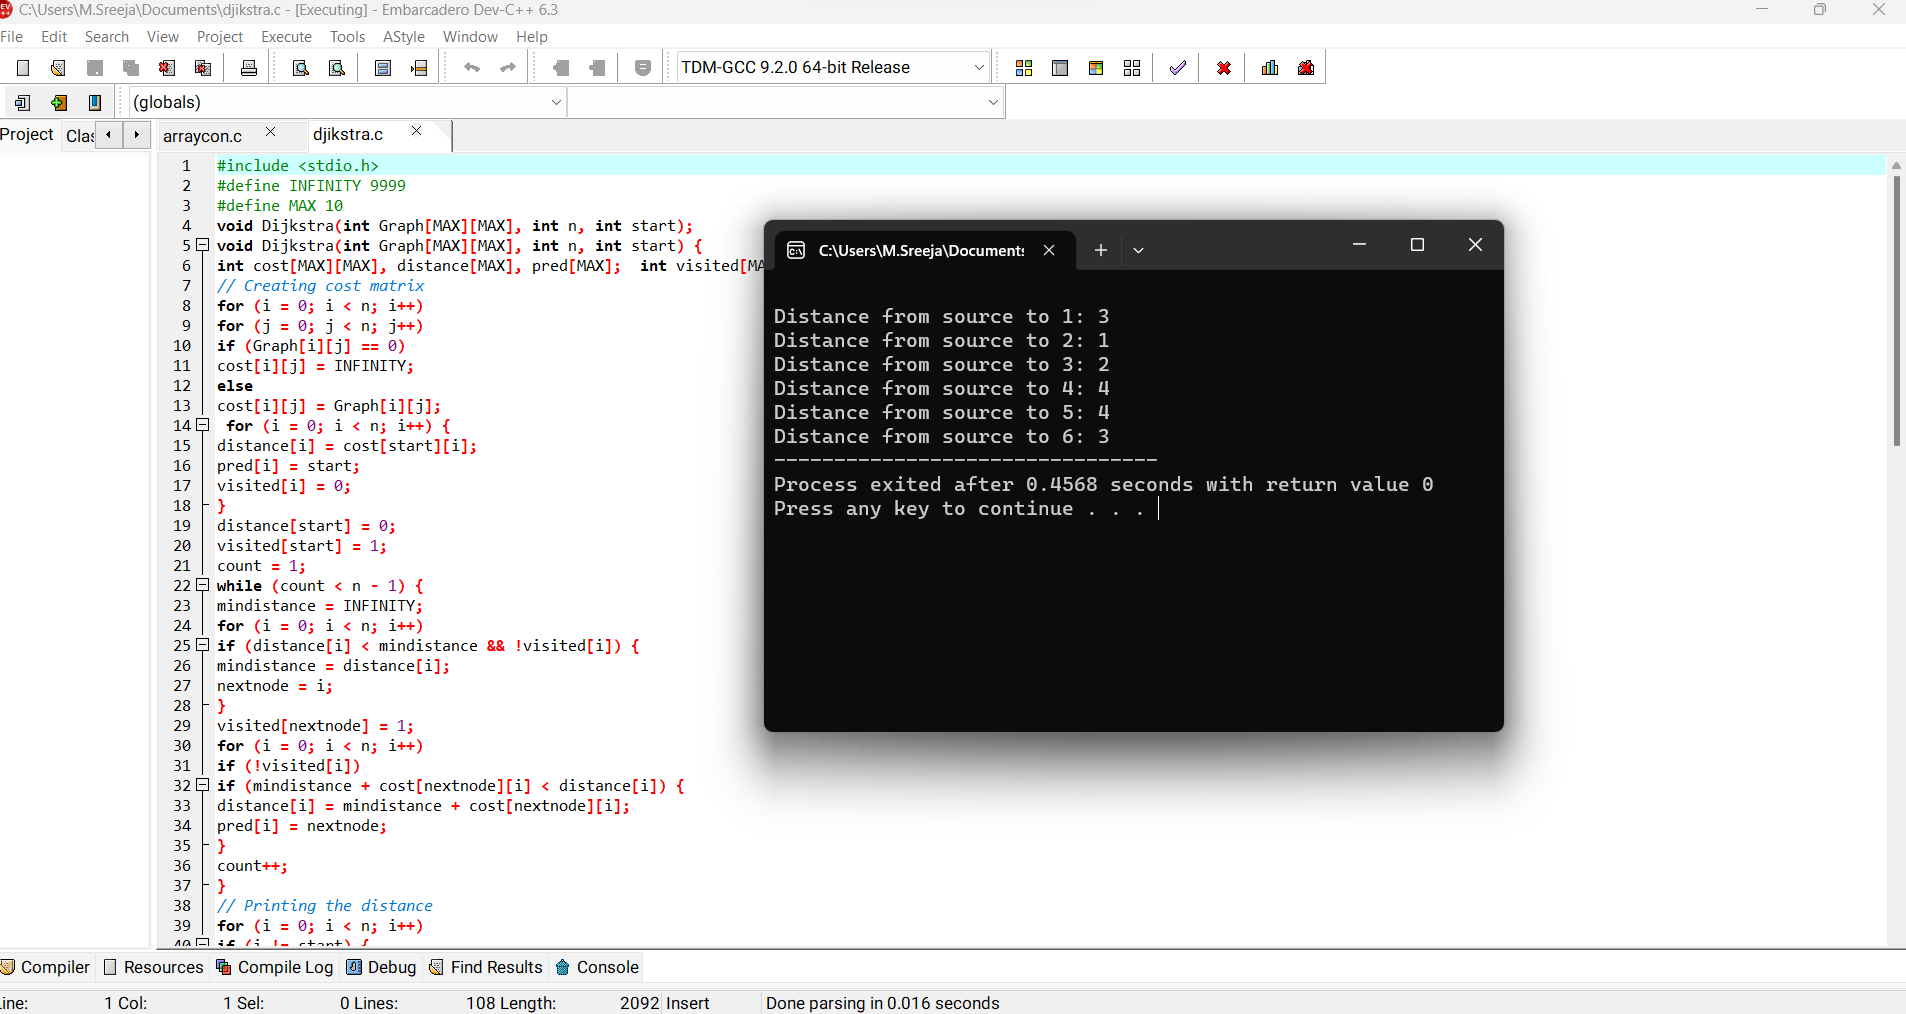 C:\Users\M.Sreeja\Documents\djikstra.c - [Executing] - Embarcadero Dev-C++ 6.3
File Edit Search View Project Execute Tools AStyle Window Help
TDM-GCC 9.2.0 64-bit Release
(globals)
Project Clas arraycon.c djikstra.c
1 #include <stdio.h>
2 #define INFINITY 9999
3 #define MAX 10
4 void Dijkstra(int Graph[MAX][MAX], int n, int start);
5 void Dijkstra(int Graph[MAX][MAX], int n, int start) {
6 int cost[MAX][MAX], distance[MAX], pred[MAX];  int visited[MA
7 // Creating cost matrix
8 for (i = 0; i < n; i++)
9 for (j = 0; j < n; j++)
10 if (Graph[i][j] == 0)
11 cost[i][j] = INFINITY;
12 else
13 cost[i][j] = Graph[i][j];
14 for (i = 0; i < n; i++) {
15 distance[i] = cost[start][i];
16 pred[i] = start;
17 visited[i] = 0;
18 }
19 distance[start] = 0;
20 visited[start] = 1;
21 count = 1;
22 while (count < n - 1) {
23 mindistance = INFINITY;
24 for (i = 0; i < n; i++)
25 if (distance[i] < mindistance && !visited[i]) {
26 mindistance = distance[i];
27 nextnode = i;
28 }
29 visited[nextnode] = 1;
30 for (i = 0; i < n; i++)
31 if (!visited[i])
32 if (mindistance + cost[nextnode][i] < distance[i]) {
33 distance[i] = mindistance + cost[nextnode][i];
34 pred[i] = nextnode;
35 }
36 count++;
37 }
38 // Printing the distance
39 for (i = 0; i < n; i++)
40 if (i != start) {
C:\Users\M.Sreeja\Documents
Distance from source to 1: 3
Distance from source to 2: 1
Distance from source to 3: 2
Distance from source to 4: 4
Distance from source to 5: 4
Distance from source to 6: 3
--------------------------------
Process exited after 0.4568 seconds with return value 0
Press any key to continue . . .
Compiler Resources Compile Log Debug Find Results Console
Line: 1 Col: 1 Sel: 0 Lines: 108 Length: 2092 Insert Done parsing in 0.016 seconds